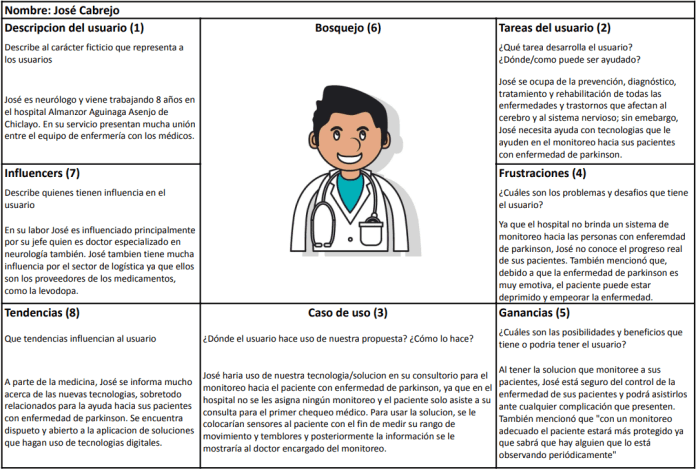 Nombre: José Cabrejo
Descripcion del usuario (1)
Describe al carácter ficticio que representa a
los usuarios
José es neurólogo y viene trabajando 8 años en
el hospital Almanzor Aguinaga Asenjo de
Chiclayo. En su servicio presentan mucha unión
entre el equipo de enfermería con los médicos.
Bosquejo (6)
Tareas del usuario (2)
¿Qué tarea desarrolla el usuario?
¿Dónde/como puede ser ayudado?
José se ocupa de la prevención, diagnóstico,
tratamiento y rehabilitación de todas las
enfermedades y trastornos que afectan al
cerebro y al sistema nervioso; sin emebargo,
José necesita ayuda con tecnologias que le
ayuden en el monitoreo hacia sus pacientes
con enfermedad de parkinson.
Influencers (7)
Describe quienes tienen influencia en el
usuario
En su labor José es influenciado principalmente
por su jefe quien es doctor especializado en
neurología también. José tambien tiene mucha
influencia por el sector de logística ya que ellos
son los proveedores de los medicamentos,
como la levodopa.
Frustraciones (4)
¿Cuáles son los problemas y desafios que tiene
el usuario?
Ya que el hospital no brinda un sistema de
monitoreo hacia las personas con enferemdad
de parkinson, José no conoce el progreso real
de sus pacientes. También mencionó que,
debido a que la enfermedad de parkinson es
muy emotiva, el paciente puede estar
deprimido y empeorar la enfermedad.
Tendencias (8)
Que tendencias influencian al usuario
A parte de la medicina, José se informa mucho
acerca de las nuevas tecnologías, sobretodo
relacionados para la ayuda hacia sus pacientes
con enfermedad de parkinson. Se encuentra
dispueto y abierto a la aplicacion de soluciones
que hagan uso de tecnologias digitales.
Caso de uso (3)
¿Dónde el usuario hace uso de nuestra propuesta? ¿Cómo lo hace?
José haria uso de nuestra tecnologia/solucion en su consultorio para el
monitoreo hacia el paciente con enfermedad de parkinson, ya que en el
hospital no se les asigna ningún monitoreo y el paciente solo asiste a su
consulta para el primer chequeo médico. Para usar la solucion, se le
colocarían sensores al paciente con el fin de medir su rango de
movimiento y temblores y posteriormente la información se le
mostraría al doctor encargado del monitoreo.
Ganancias (5)
¿Cuáles son las posibilidades y beneficios que
tiene o podria tener el usuario?
Al tener la solucion que monitoree a sus
pacientes, José está seguro del control de la
enfermedad de sus pacientes y podrá asistirlos
ante cualquier complicación que presenten.
También mencionó que "con un monitoreo
adecuado el paciente estará más protegido ya
que sabrá que hay alguien que lo está
observando periódicamente"